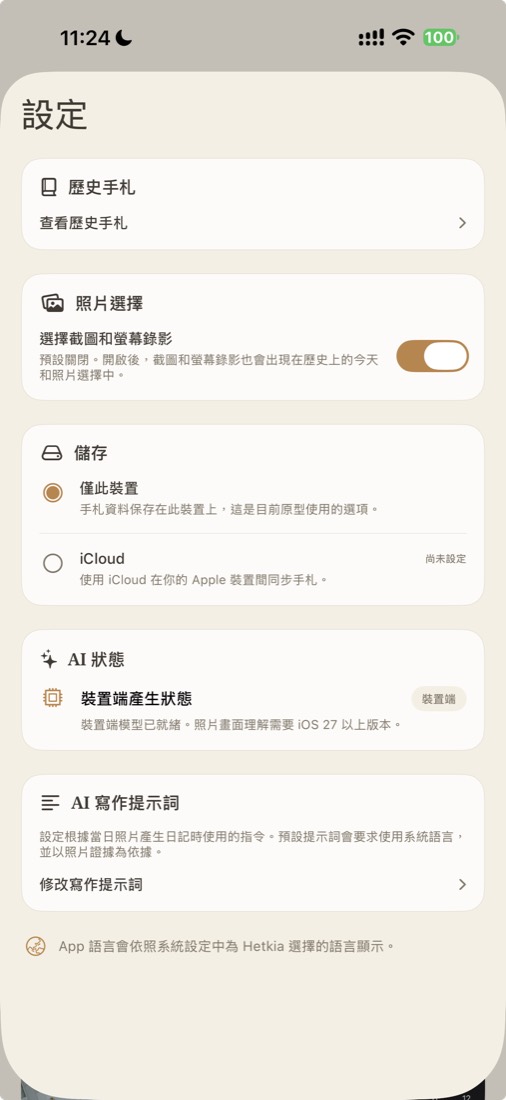 11:24
100
設定
歷史手札
查看歷史手札
照片選擇
選擇截圖和螢幕錄影
預設關閉。開啟後，截圖和螢幕錄影也會出現在歷史上的今天
和照片選擇中。
儲存
僅此裝置
手札資料保存在此裝置上，這是目前原型使用的選項。
iCloud
尚未設定
使用 iCloud 在你的 Apple 裝置間同步手札。
AI 狀態
裝置端產生狀態
裝置端
裝置端模型已就緒。照片畫面理解需要 iOS 27 以上版本。
AI 寫作提示詞
設定根據當日照片產生日記時使用的指令。預設提示詞會要求使用系統語言，
並以照片證據為依據。
修改寫作提示詞
App 語言會依照系統設定中為 Hetkia 選擇的語言顯示。
12